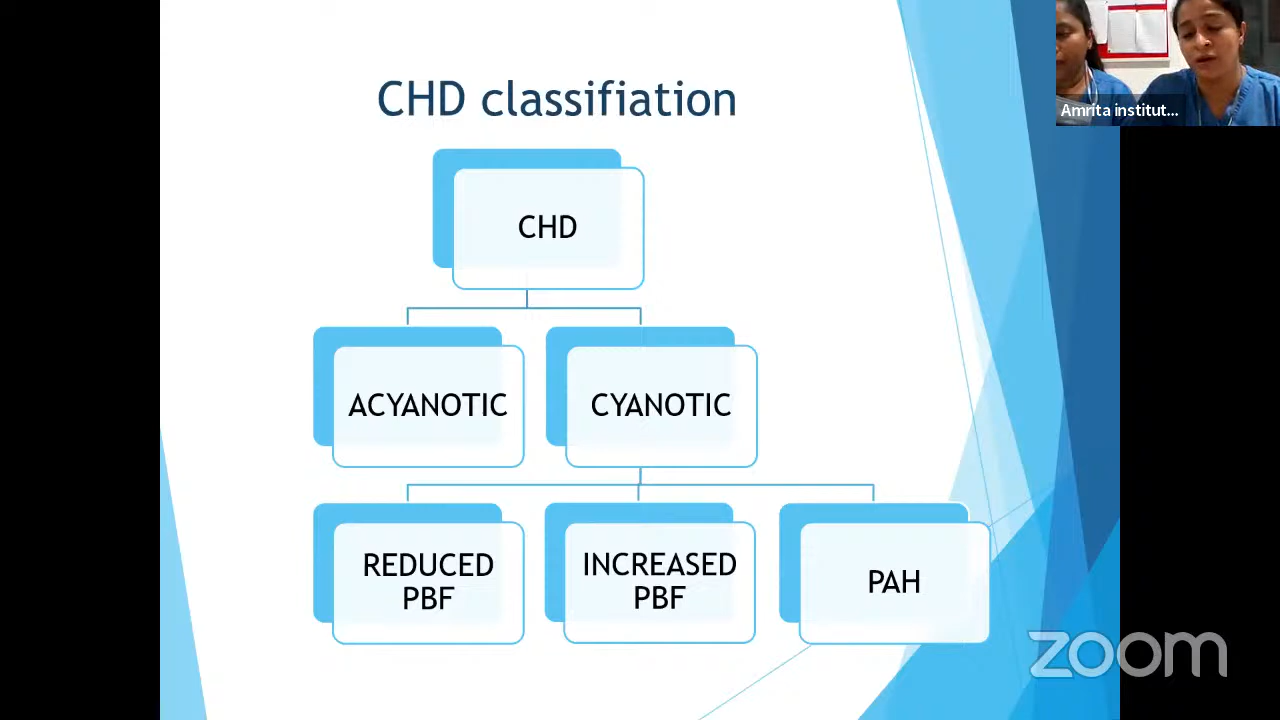 CHD classifiation
CHD
ACYANOTIC
CYANOTIC
REDUCED
PBF
INCREASED
PBF
PAH
Amrita institut...
zoom